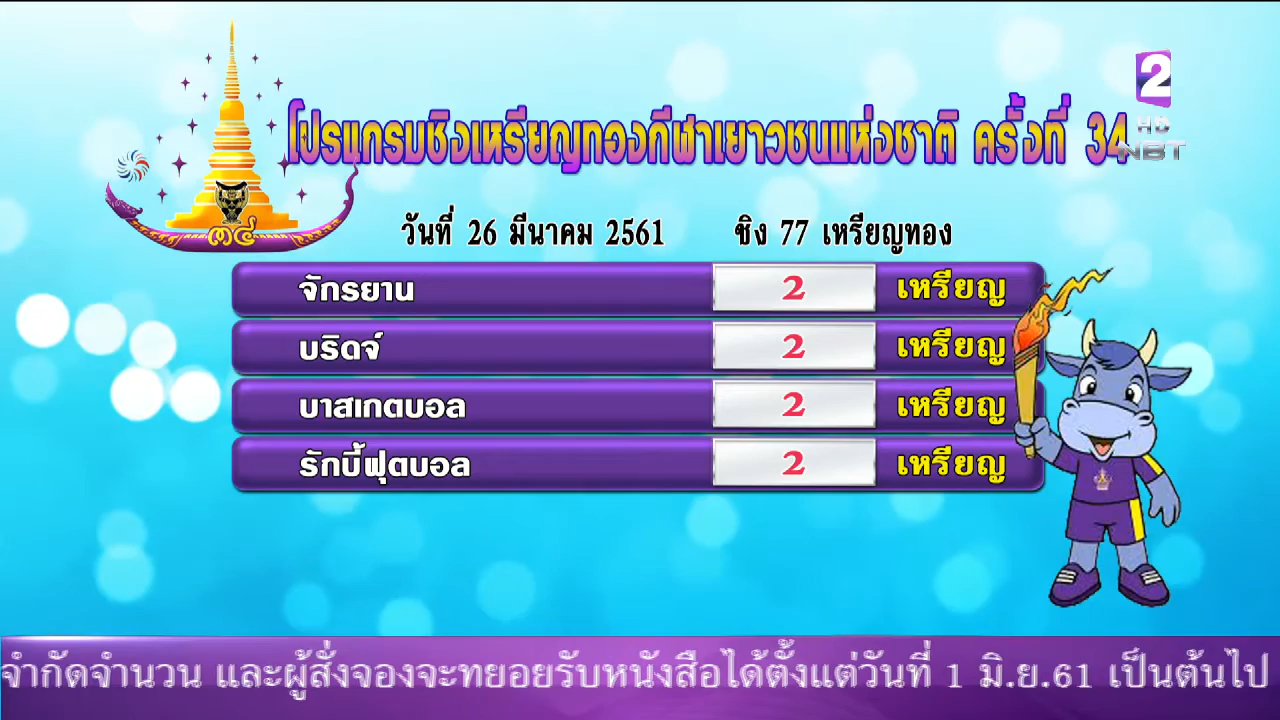 2
HD
NBT
โปรแกรมชิงเหรียญทองกีฬาเยาวชนแห่งชาติ ครั้งที่ 34
๓๔
วันที่ 26 มีนาคม 2561 ชิง 77 เหรียญทอง
จักรยาน 2 เหรียญ
บริดจ์ 2 เหรียญ
บาสเกตบอล 2 เหรียญ
รักบี้ฟุตบอล 2 เหรียญ
จำกัดจำนวน และผู้สั่งจองจะทยอยรับหนังสือได้ตั้งแต่วันที่ 1 มิ.ย.61 เป็นต้นไป